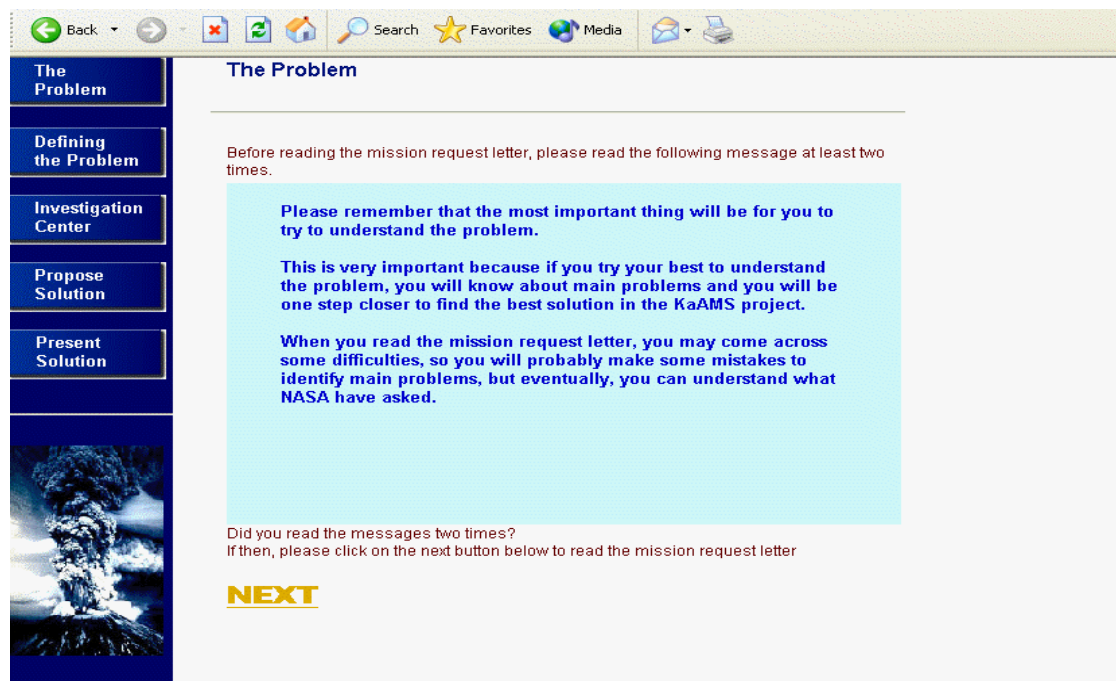 Back
Search
Favorites
Media
The
Problem
Defining
the Problem
Investigation
Center
Propose
Solution
Present
Solution
The Problem
Before reading the mission request letter, please read the following message at least two
times.
Please remember that the most important thing will be for you to
try to understand the problem.
This is very important because if you try your best to understand
the problem, you will know about main problems and you will be
one step closer to find the best solution in the KaAMS project.
When you read the mission request letter, you may come across
some difficulties, so you will probably make some mistakes to
identify main problems, but eventually, you can understand what
NASA have asked.
Did you read the messages two times?
If then, please click on the next button below to read the mission request letter
NEXT